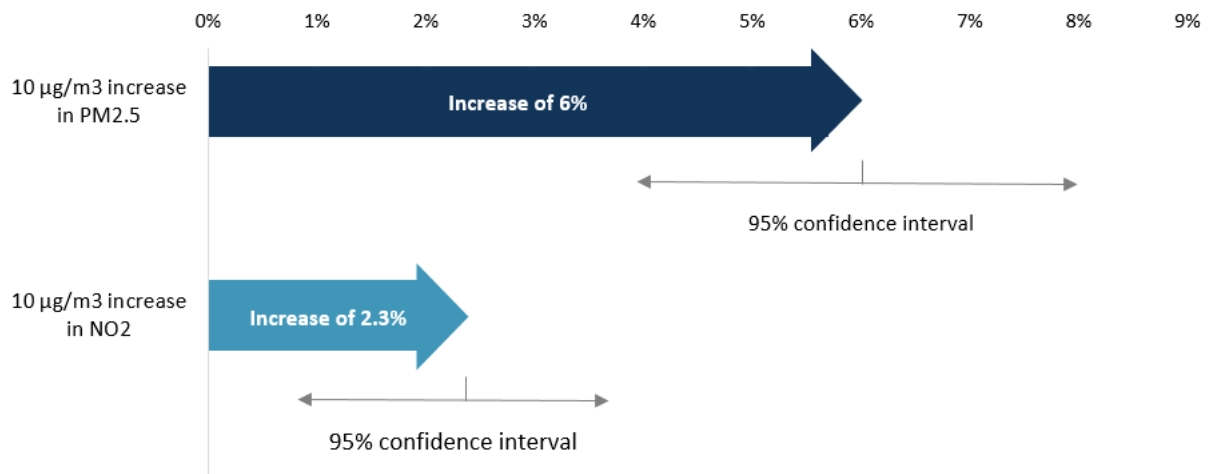 0% 1% 2% 3% 4% 5% 6% 7% 8% 9%
10 µg/m3 increase
in PM2.5
Increase of 6%
95% confidence interval
10 µg/m3 increase
in NO2
Increase of 2.3%
95% confidence interval